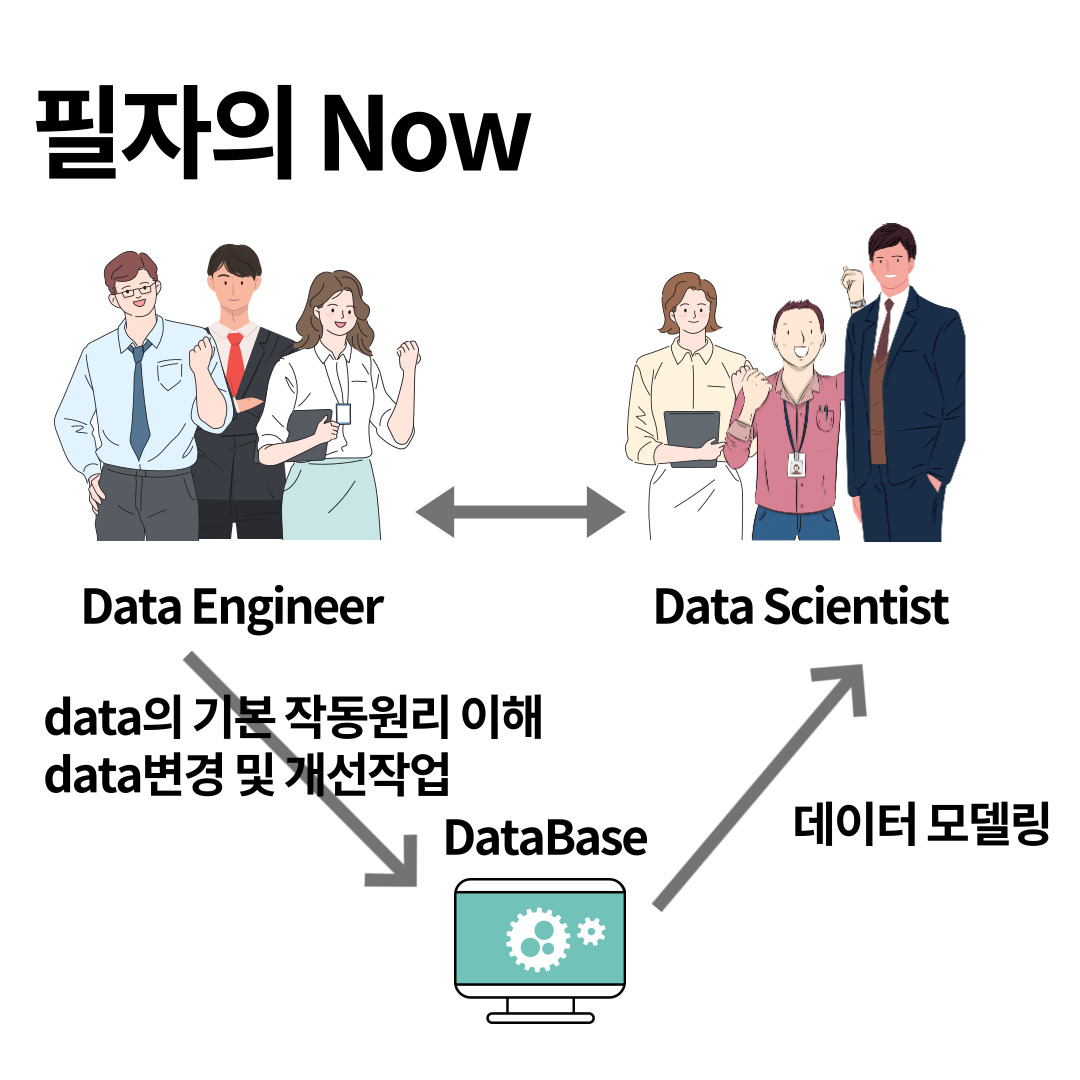 필자의 Now
Data Engineer
Data Scientist
data의 기본 작동원리 이해
data변경 및 개선작업
데이터 모델링
DataBase